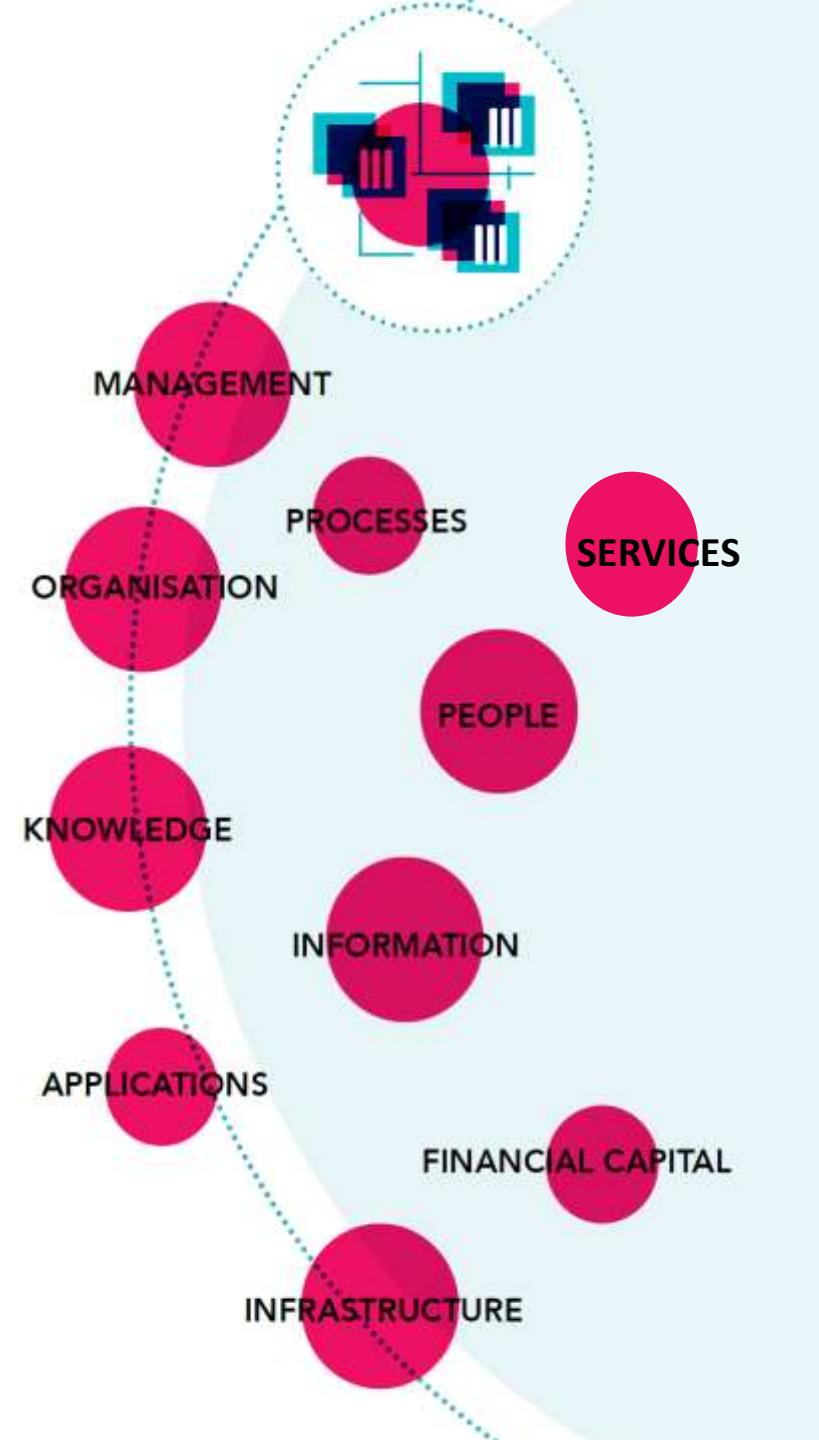 MANAGEMENT
PROCESSES
SERVICES
ORGANISATION
PEOPLE
KNOWLEDGE
INFORMATION
APPLICATIONS
FINANCIAL CAPITAL
INFRASTRUCTURE